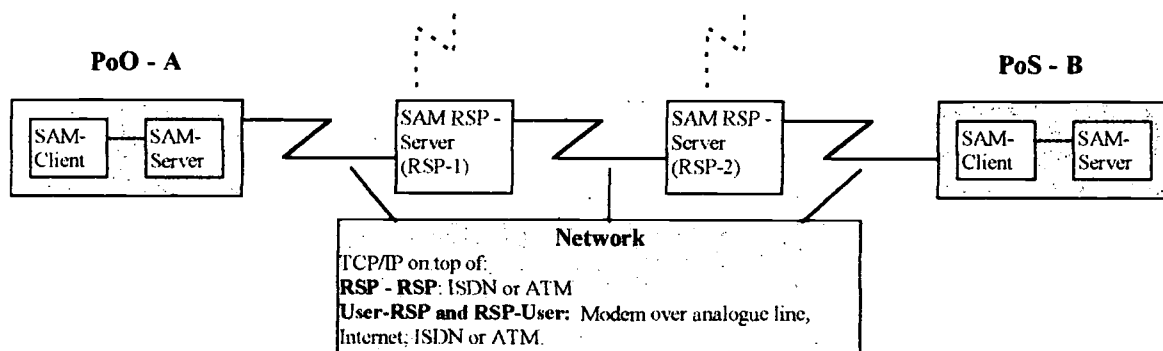 PoO - A
PoS - B
SAM-
Client
SAM-
Server
SAM RSP -
Server
(RSP-1)
SAM RSP -
Server
(RSP-2)
SAM-
Client
SAM-
Server
Network
TCP/IP on top of:
RSP - RSP: ISDN or ATM
User-RSP and RSP-User: Modem over analogue line,
Internet, ISDN or ATM.